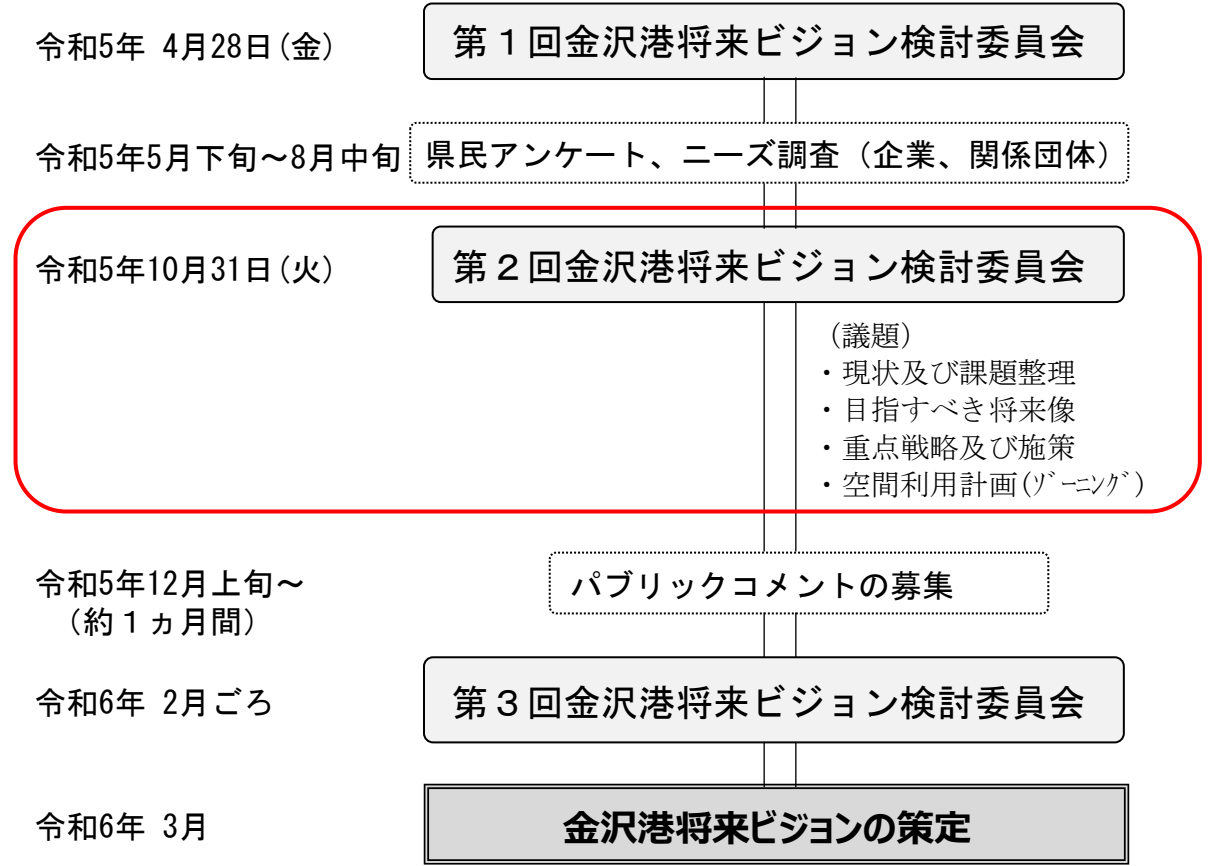 令和5年 4月28日(金) 第１回金沢港将来ビジョン検討委員会
令和5年5月下旬～8月中旬 県民アンケート、ニーズ調査（企業、関係団体）
令和5年10月31日(火) 第２回金沢港将来ビジョン検討委員会
（議題）
・現状及び課題整理
・目指すべき将来像
・重点戦略及び施策
・空間利用計画(ｿﾞｰﾆﾝｸﾞ)
令和5年12月上旬～ パブリックコメントの募集
（約１ヵ月間）
令和6年 2月ごろ 第３回金沢港将来ビジョン検討委員会
令和6年 3月 金沢港将来ビジョンの策定